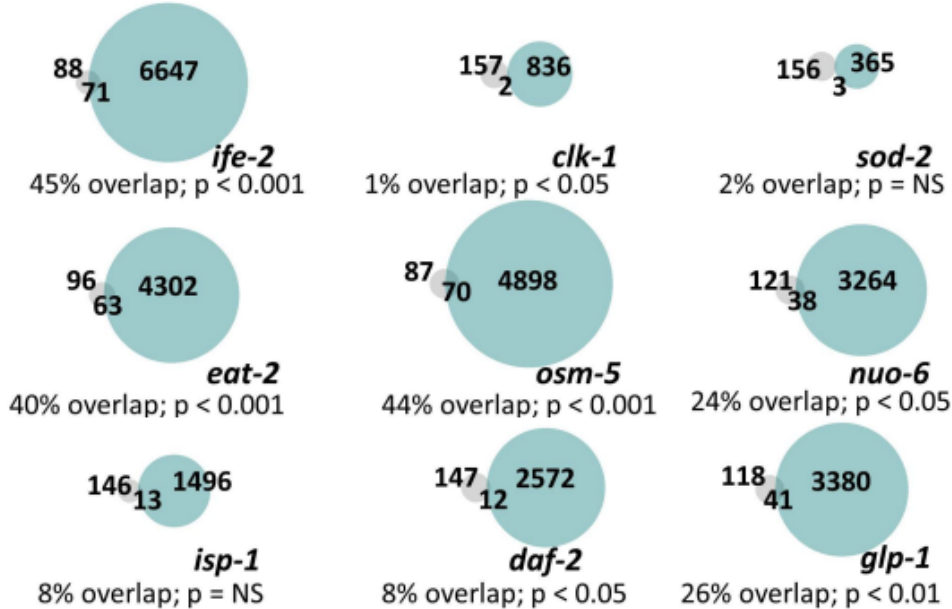 88 6647
71
ife-2
45% overlap; p < 0.001
157 836
2
clk-1
1% overlap; p < 0.05
156 365
3
sod-2
2% overlap; p = NS
96 4302
63
eat-2
40% overlap; p < 0.001
87 4898
70
osm-5
44% overlap; p < 0.001
121 3264
38
nuo-6
24% overlap; p < 0.05
146 1496
13
isp-1
8% overlap; p = NS
147 2572
12
daf-2
8% overlap; p < 0.05
118 3380
41
glp-1
26% overlap; p < 0.01